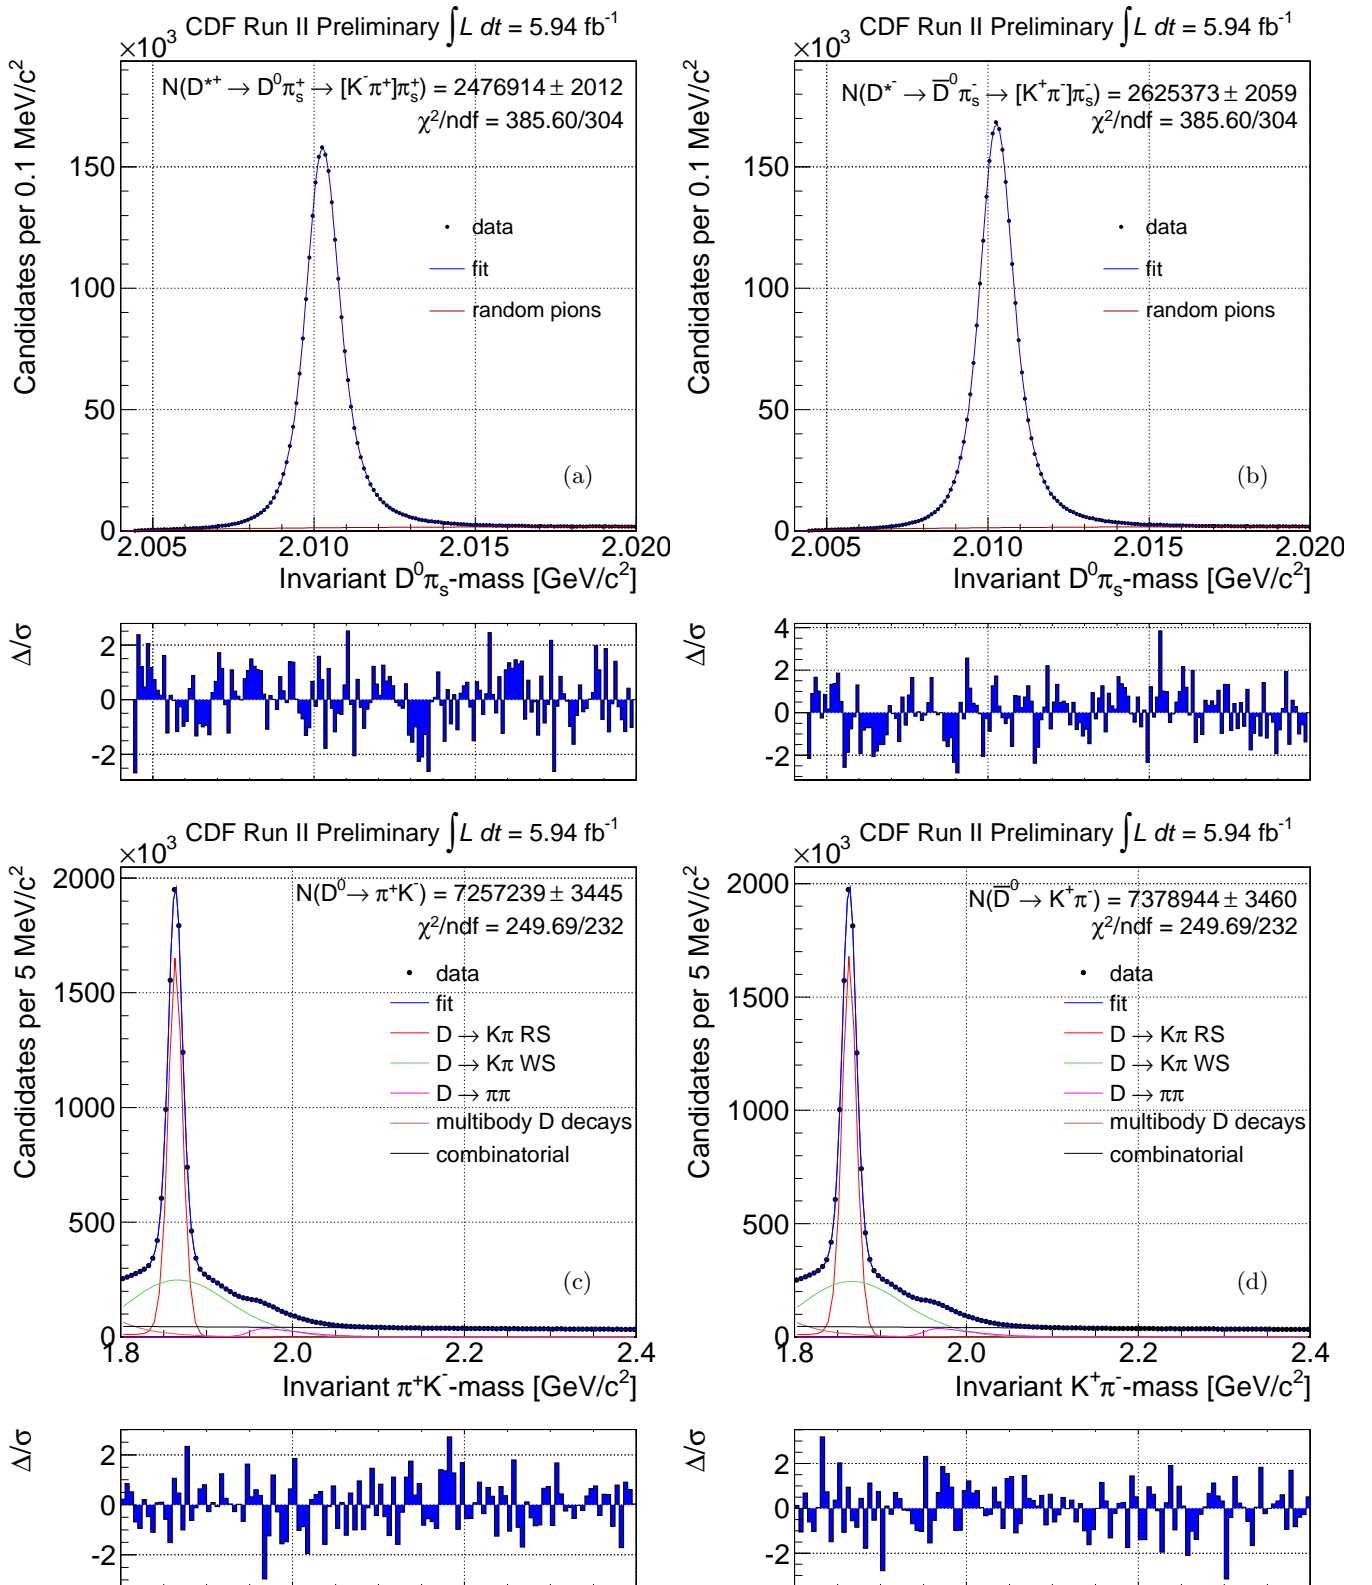 CDF Run II Preliminary ∫L dt = 5.94 fb⁻¹
×10³
N(D*⁺ → D⁰π⁺ₛ → [K⁻π⁺]π⁺ₛ) = 2476914 ± 2012
χ²/ndf = 385.60/304
Candidates per 0.1 MeV/c²
150
100
50
0
data
fit
random pions
(a)
2.005 2.010 2.015 2.020
Invariant D⁰πₛ-mass [GeV/c²]
Δ/σ
2
0
-2
CDF Run II Preliminary ∫L dt = 5.94 fb⁻¹
×10³
N(D*⁻ → D̅⁰π⁻ₛ → [K⁺π⁻]π⁻ₛ) = 2625373 ± 2059
χ²/ndf = 385.60/304
Candidates per 0.1 MeV/c²
150
100
50
0
data
fit
random pions
(b)
2.005 2.010 2.015 2.020
Invariant D⁰πₛ-mass [GeV/c²]
Δ/σ
4
2
0
-2
CDF Run II Preliminary ∫L dt = 5.94 fb⁻¹
×10³
N(D⁰ → π⁺K⁻) = 7257239 ± 3445
χ²/ndf = 249.69/232
Candidates per 5 MeV/c²
2000
1500
1000
500
0
data
fit
D → Kπ RS
D → Kπ WS
D → ππ
multibody D decays
combinatorial
(c)
1.8 2.0 2.2 2.4
Invariant π⁺K⁻-mass [GeV/c²]
Δ/σ
2
0
-2
CDF Run II Preliminary ∫L dt = 5.94 fb⁻¹
×10³
N(D̅⁰ → K⁺π⁻) = 7378944 ± 3460
χ²/ndf = 249.69/232
Candidates per 5 MeV/c²
2000
1500
1000
500
0
data
fit
D → Kπ RS
D → Kπ WS
D → ππ
multibody D decays
combinatorial
(d)
1.8 2.0 2.2 2.4
Invariant K⁺π⁻-mass [GeV/c²]
Δ/σ
2
0
-2